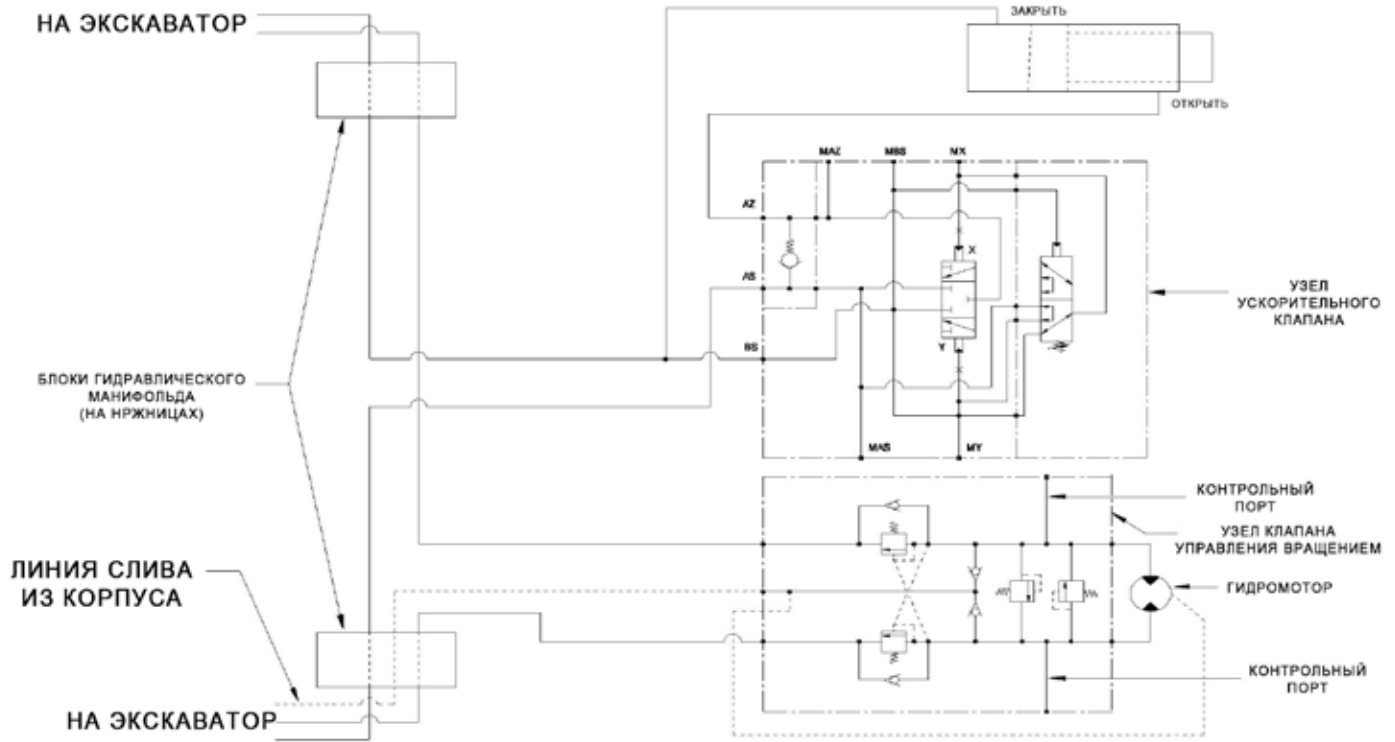 НА ЭКСКАВАТОР
ЗАКРЫТЬ
ОТКРЫТЬ
MAZ
MBS
MX
AZ
X
AS
УЗЕЛ
УСКОРИТЕЛЬНОГО
КЛАПАНА
Y
BS
БЛОКИ ГИДРАВЛИЧЕСКОГО
МАНИФОЛЬДА
(НА НРЖНИЦАХ)
MAS
MY
КОНТРОЛЬНЫЙ
ПОРТ
УЗЕЛ КЛАПАНА
УПРАВЛЕНИЯ ВРАЩЕНИЕМ
ЛИНИЯ СЛИВА
ИЗ КОРПУСА
ГИДРОМОТОР
КОНТРОЛЬНЫЙ
ПОРТ
НА ЭКСКАВАТОР